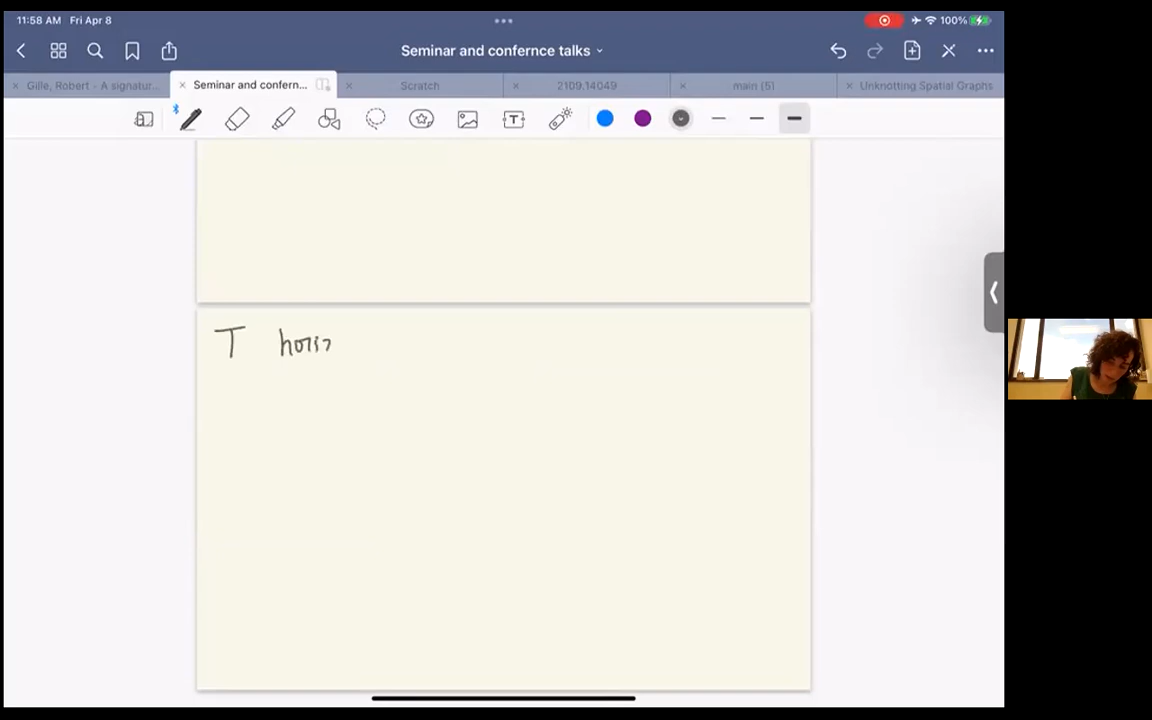 11:58 AM Fri Apr 8
100%
Seminar and confernce talks
Gille, Robert - A signatur...
Seminar and confern...
Scratch
2109.14049
main (5)
Unknotting Spatial Graphs
T horiz